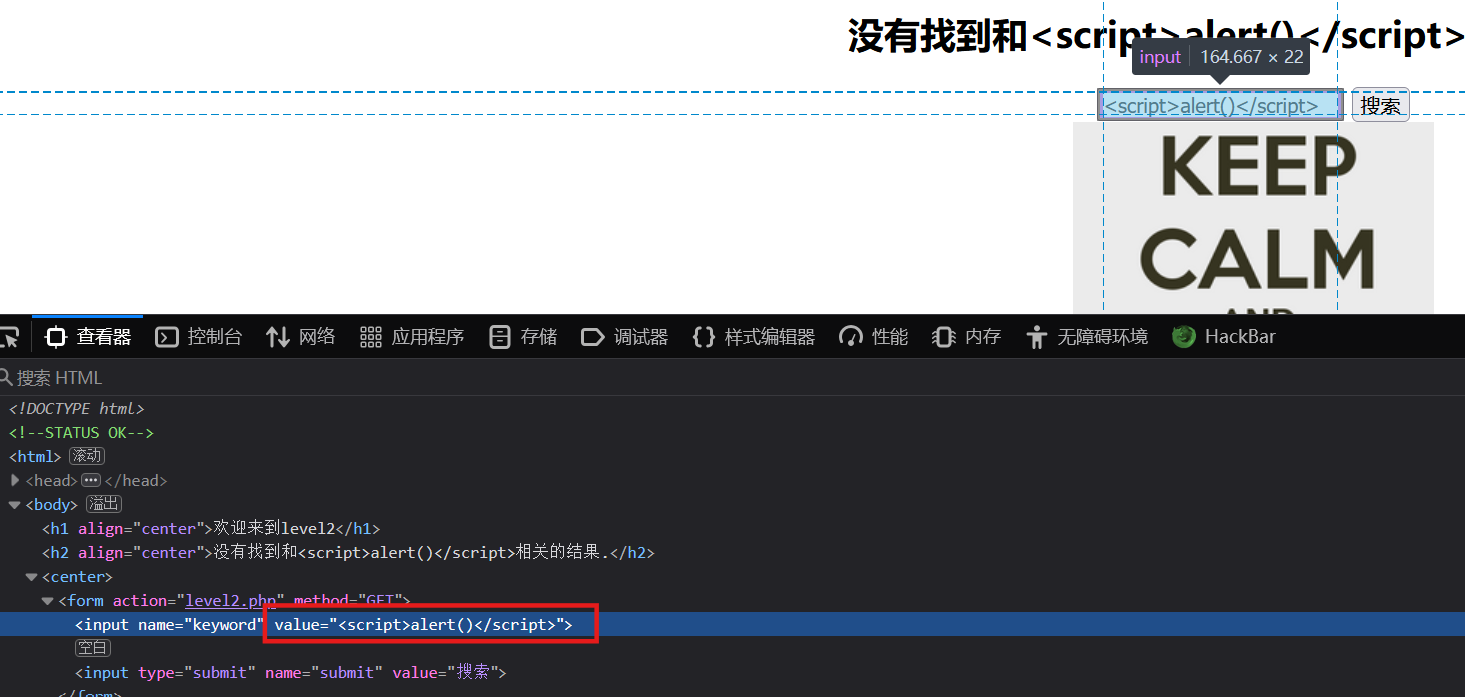 没有找到和<script>alert()</script>
input 164.667 × 22
<script>alert()</script> 搜索
KEEP
CALM
AND
查看器 控制台 网络 应用程序 存储 调试器 样式编辑器 性能 内存 无障碍环境 HackBar
搜索 HTML
<!DOCTYPE html>
<!--STATUS OK-->
<html> 滚动
<head> ••• </head>
<body> 溢出
<h1 align="center">欢迎来到level2</h1>
<h2 align="center">没有找到和<script>alert()</script>相关的结果.</h2>
<center>
<form action="level2.php" method="GET">
<input name="keyword" value="<script>alert()</script>">
空白
<input type="submit" name="submit" value="搜索">
</form>